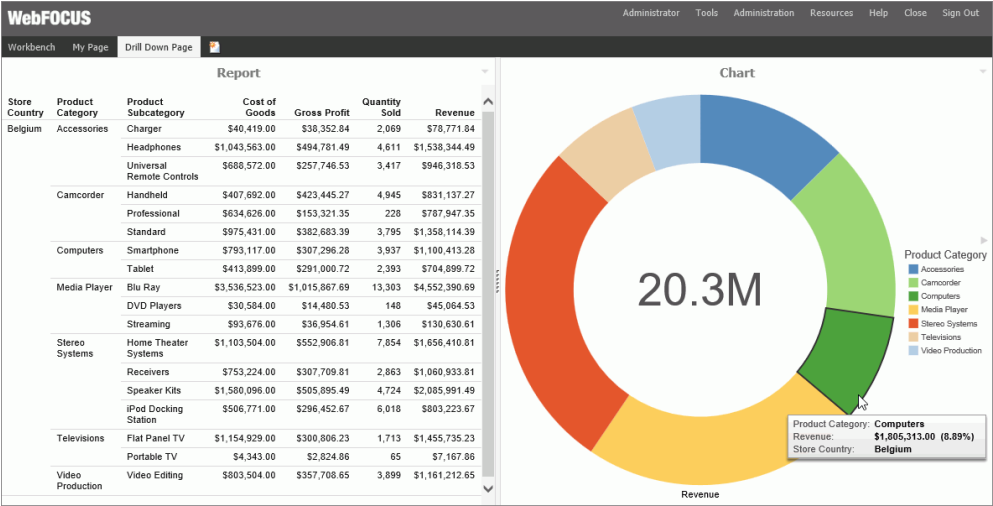 WebFOCUS
Administrator Tools Administration Resources Help Close Sign Out
Workbench My Page Drill Down Page
Report
Store Country Product Category Product Subcategory Cost of Goods Gross Profit Quantity Sold Revenue
Belgium Accessories Charger $40,419.00 $38,352.84 2,069 $78,771.84
Headphones $1,043,563.00 $494,781.49 4,611 $1,538,344.49
Universal Remote Controls $688,572.00 $257,746.53 3,417 $946,318.53
Camcorder Handheld $407,692.00 $423,445.27 4,945 $831,137.27
Professional $634,626.00 $153,321.35 228 $787,947.35
Standard $975,431.00 $382,683.39 3,795 $1,358,114.39
Computers Smartphone $793,117.00 $307,296.28 3,937 $1,100,413.28
Tablet $413,899.00 $291,000.72 2,393 $704,899.72
Media Player Blu Ray $3,536,523.00 $1,015,867.69 13,303 $4,552,390.69
DVD Players $30,584.00 $14,480.53 148 $45,064.53
Streaming $93,676.00 $36,954.61 1,306 $130,630.61
Stereo Systems Home Theater Systems $1,103,504.00 $552,906.81 7,854 $1,656,410.81
Receivers $753,224.00 $307,709.81 2,863 $1,060,933.81
Speaker Kits $1,580,096.00 $505,895.49 4,724 $2,085,991.49
iPod Docking Station $506,771.00 $296,452.67 6,018 $803,223.67
Televisions Flat Panel TV $1,154,929.00 $300,806.23 1,713 $1,455,735.23
Portable TV $4,343.00 $2,824.86 65 $7,167.86
Video Production Video Editing $803,504.00 $357,708.65 3,899 $1,161,212.65
Chart
20.3M
Product Category
Accessories
Camcorder
Computers
Media Player
Stereo Systems
Televisions
Video Production
Product Category: Computers
Revenue: $1,805,313.00 (8.89%)
Store Country: Belgium
Revenue